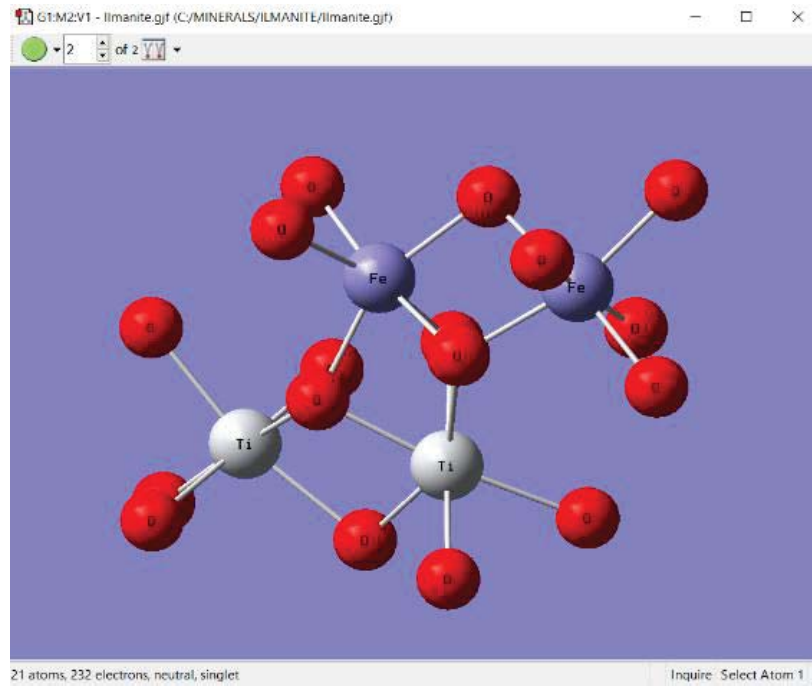 G1:M2:V1 - Ilmanite.gjf (C:/MINERALS/ILMANITE/Ilmanite.gjf)
2 of 2
O
O
O
O
Fe
O
Fe
O
O
O
O
O
O
Ti
Ti
O
O
O
O
21 atoms, 232 electrons, neutral, singlet
Inquire Select Atom 1